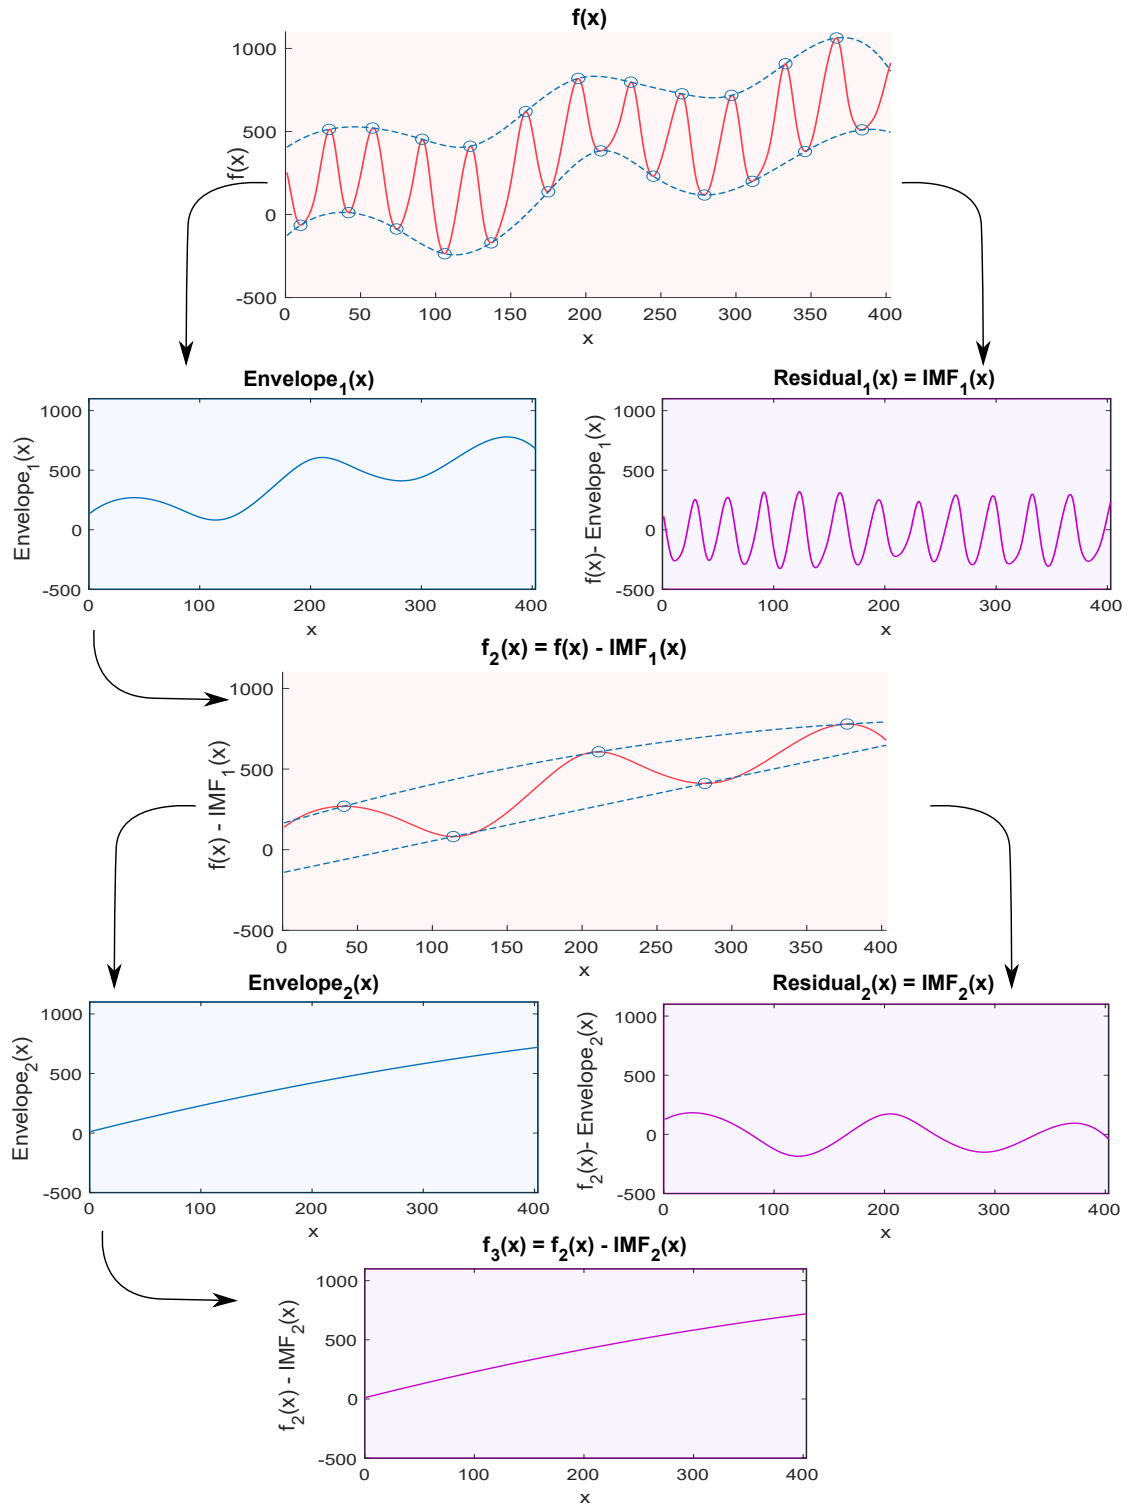 f(x)
1000
500
0
-500
f(x)
0 50 100 150 200 250 300 350 400
x
Envelope₁(x)
1000
500
0
-500
Envelope₁(x)
0 100 200 300 400
x
Residual₁(x) = IMF₁(x)
1000
500
0
-500
f(x)- Envelope₁(x)
0 100 200 300 400
x
f₂(x) = f(x) - IMF₁(x)
1000
500
0
-500
f(x) - IMF₁(x)
0 50 100 150 200 250 300 350 400
x
Envelope₂(x)
1000
500
0
-500
Envelope₂(x)
0 100 200 300 400
x
Residual₂(x) = IMF₂(x)
1000
500
0
-500
f₂(x)- Envelope₂(x)
0 100 200 300 400
x
f₃(x) = f₂(x) - IMF₂(x)
1000
500
0
-500
f₂(x) - IMF₂(x)
0 100 200 300 400
x